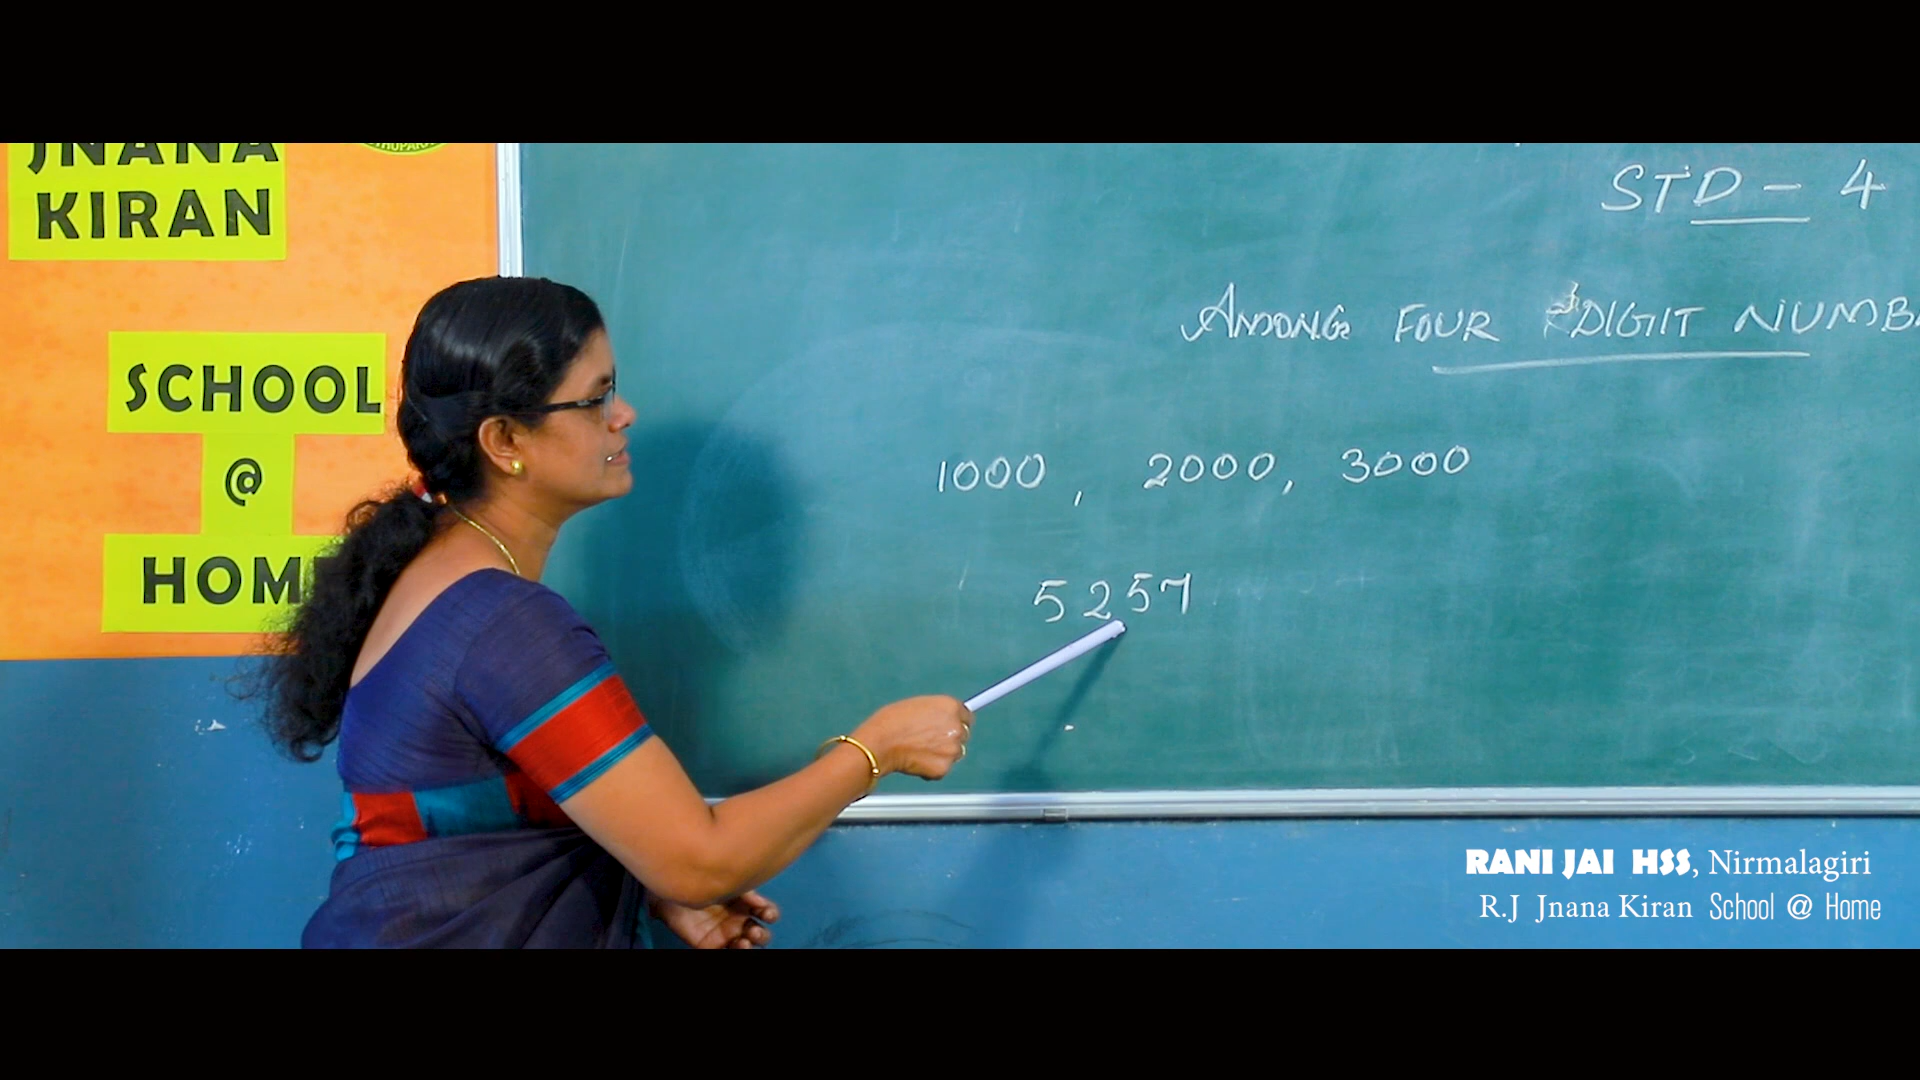 JNANA
KIRAN
SCHOOL
@
HOM
STD - 4
AMONG FOUR DIGIT NUMB
1000, 2000, 3000
5257
RANI JAI HSS, Nirmalagiri
R.J Jnana Kiran School @ Home